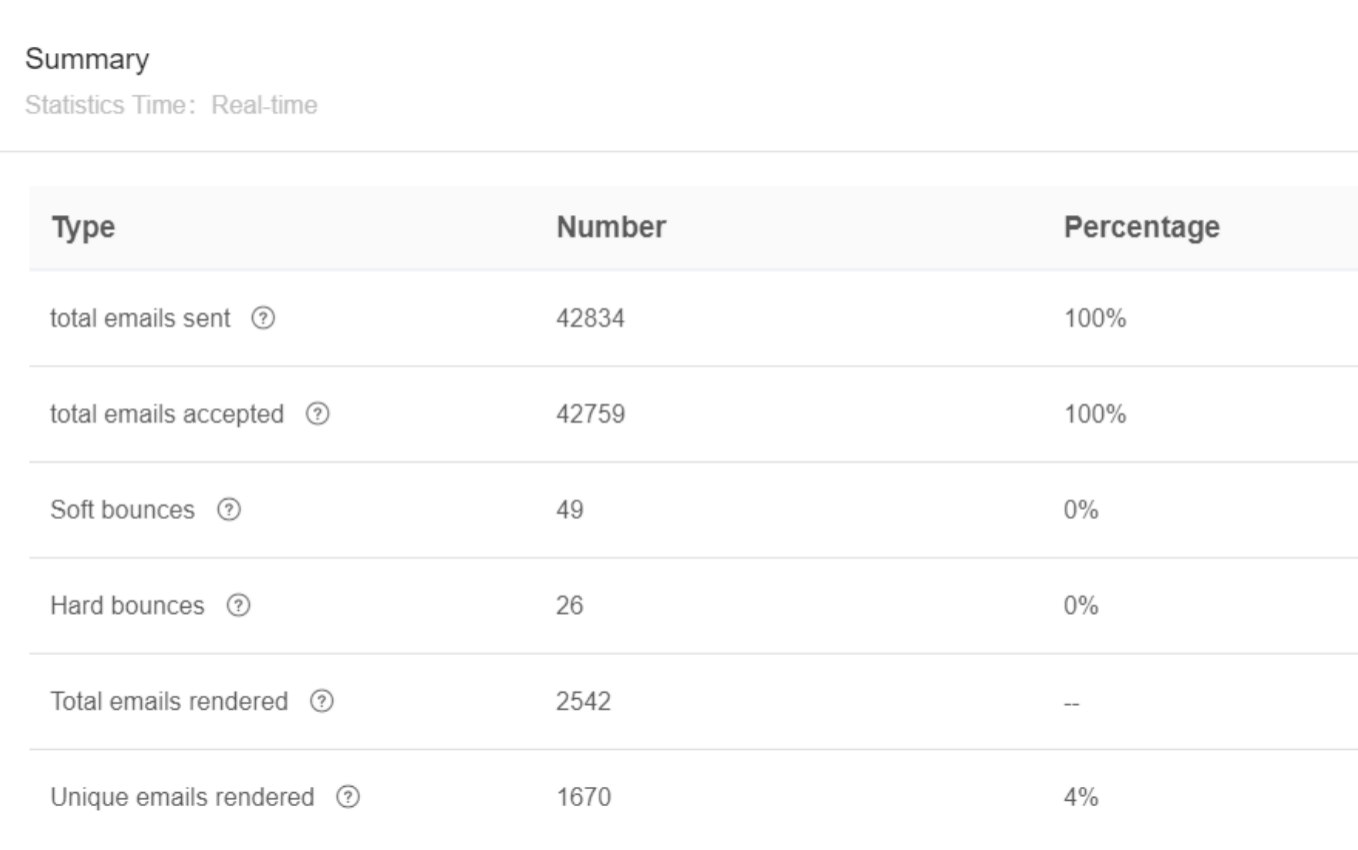 Summary
Statistics Time: Real-time
Type Number Percentage
total emails sent ? 42834 100%
total emails accepted ? 42759 100%
Soft bounces ? 49 0%
Hard bounces ? 26 0%
Total emails rendered ? 2542 --
Unique emails rendered ? 1670 4%